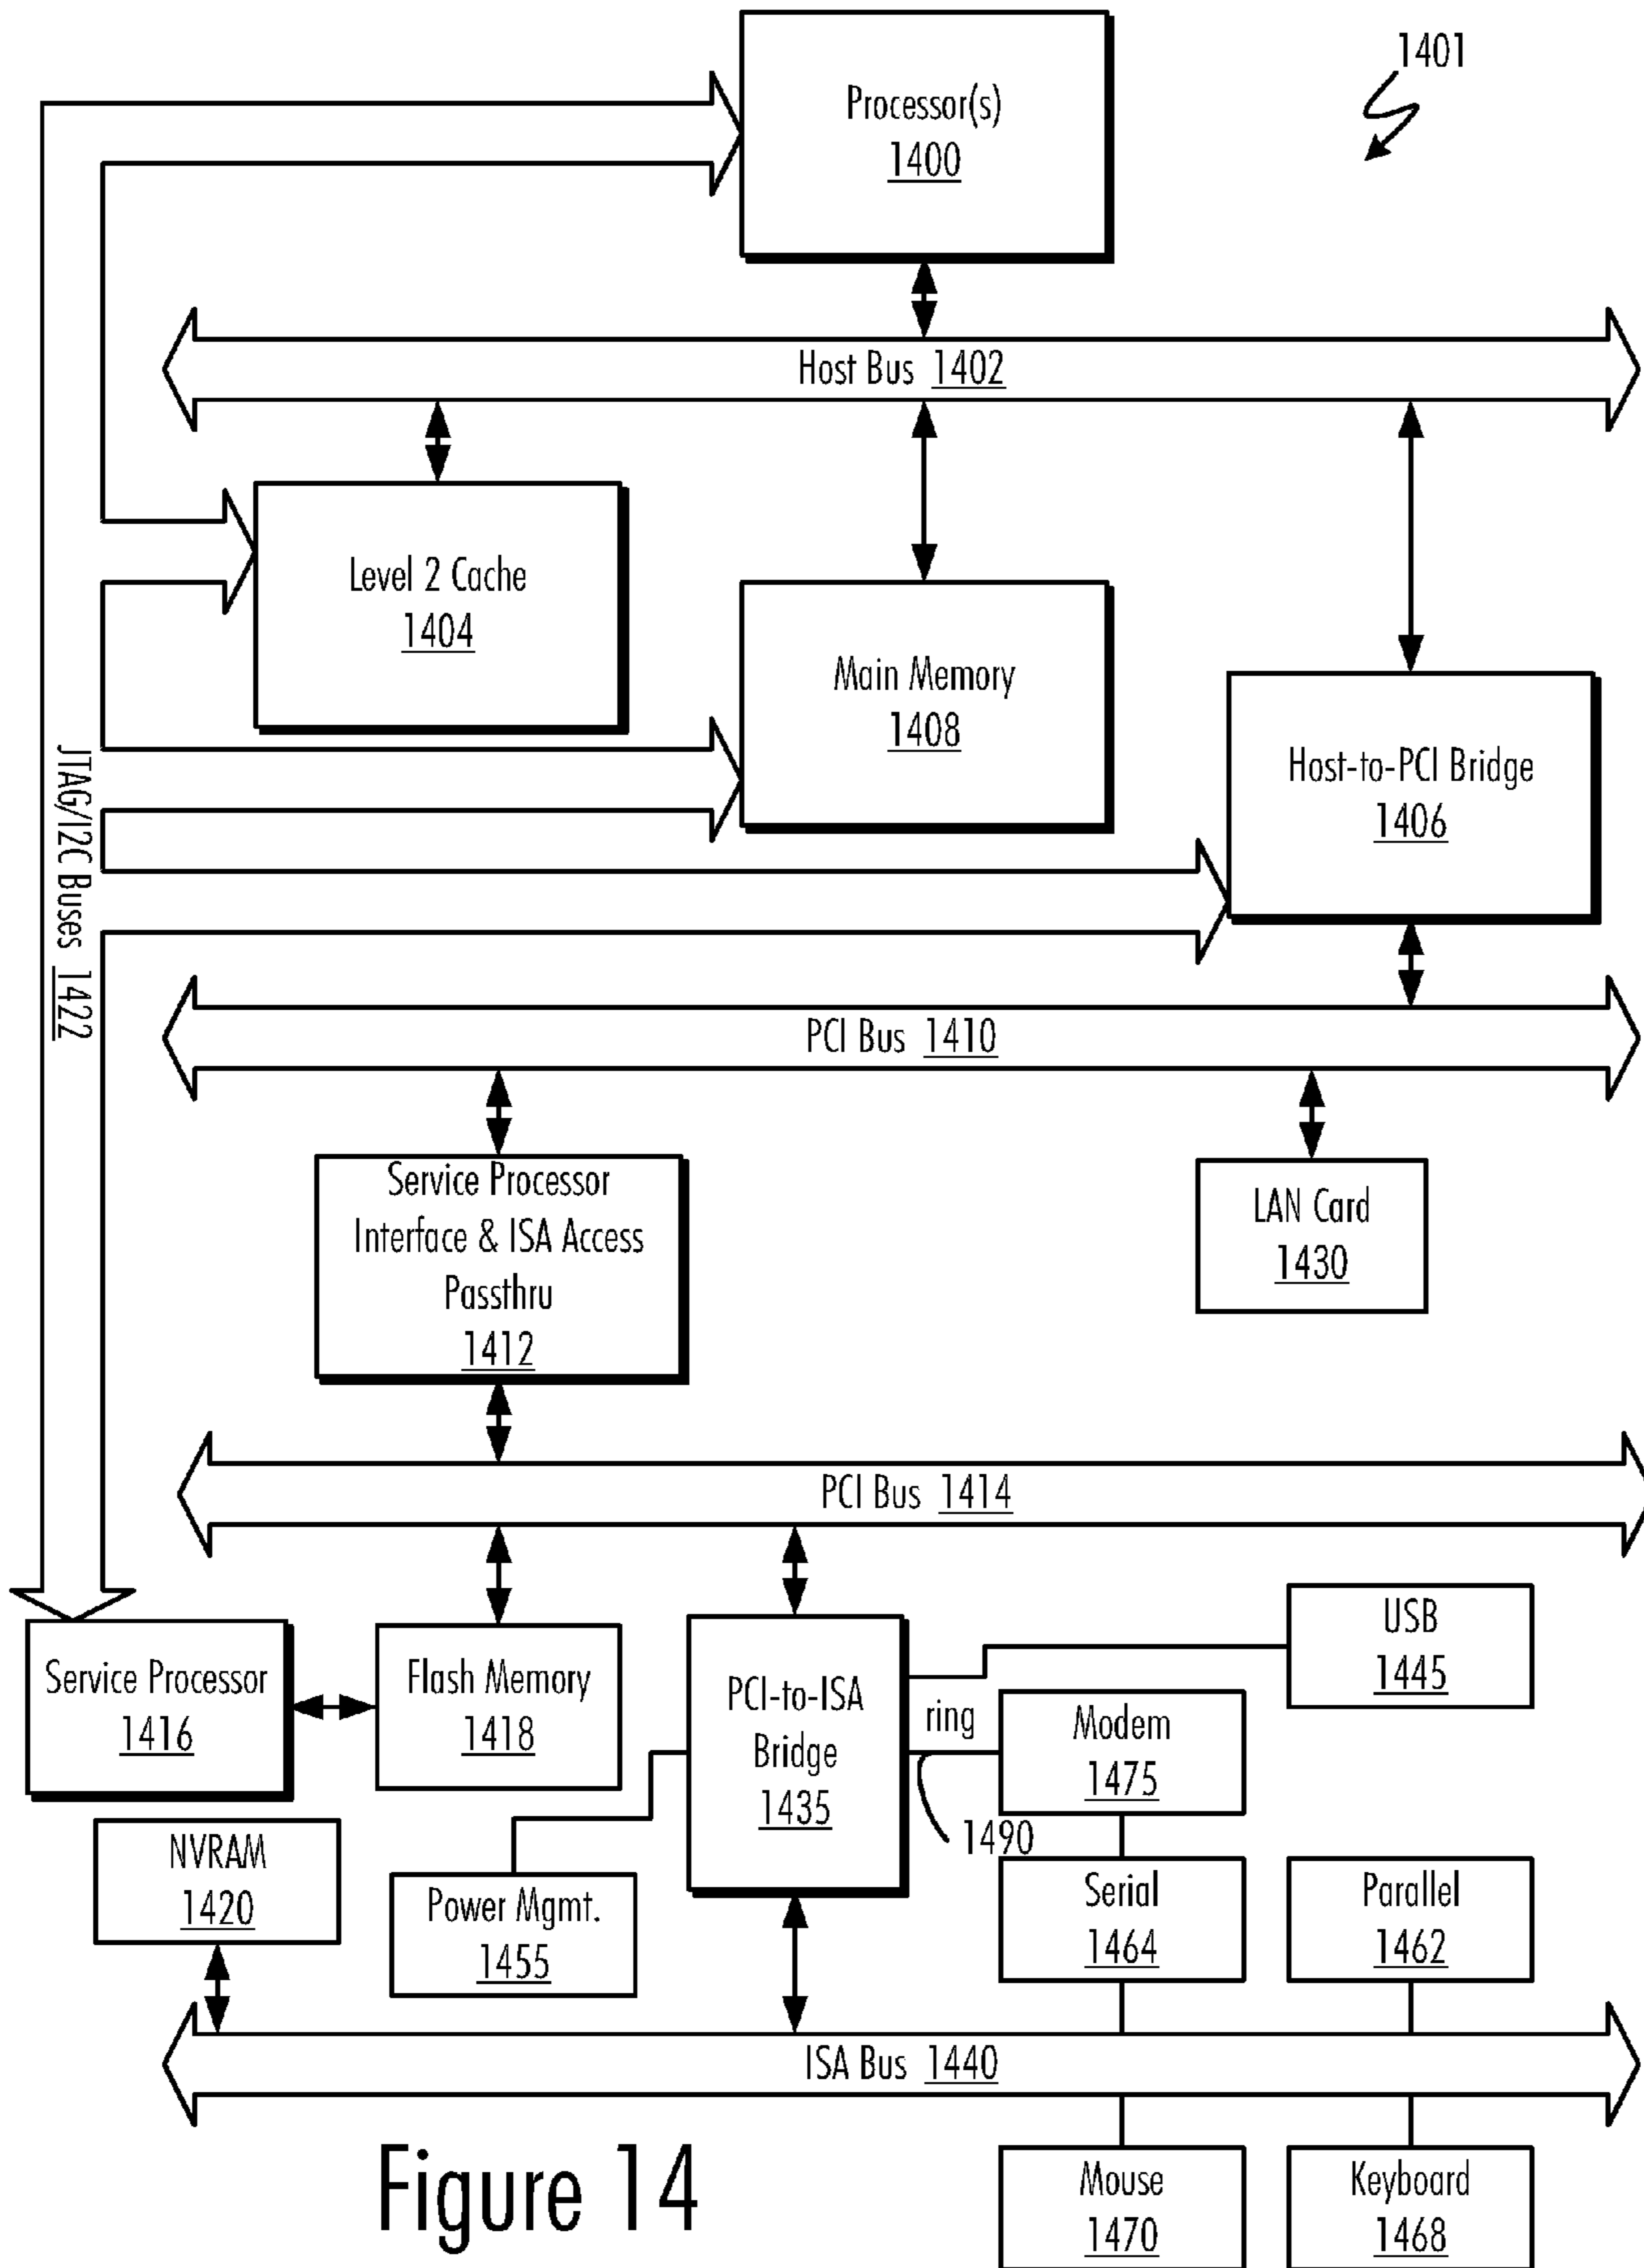 1401
Processor(s)
1400
Host Bus 1402
Level 2 Cache
1404
Main Memory
1408
Host-to-PCI Bridge
1406
JTAG/I2C Buses 1422
PCI Bus 1410
Service Processor
Interface & ISA Access
Passthru
1412
LAN Card
1430
PCI Bus 1414
Service Processor
1416
Flash Memory
1418
PCI-to-ISA
Bridge
1435
USB
1445
ring
Modem
1475
1490
NVRAM
1420
Power Mgmt.
1455
Serial
1464
Parallel
1462
ISA Bus 1440
Mouse
1470
Keyboard
1468
Figure 14